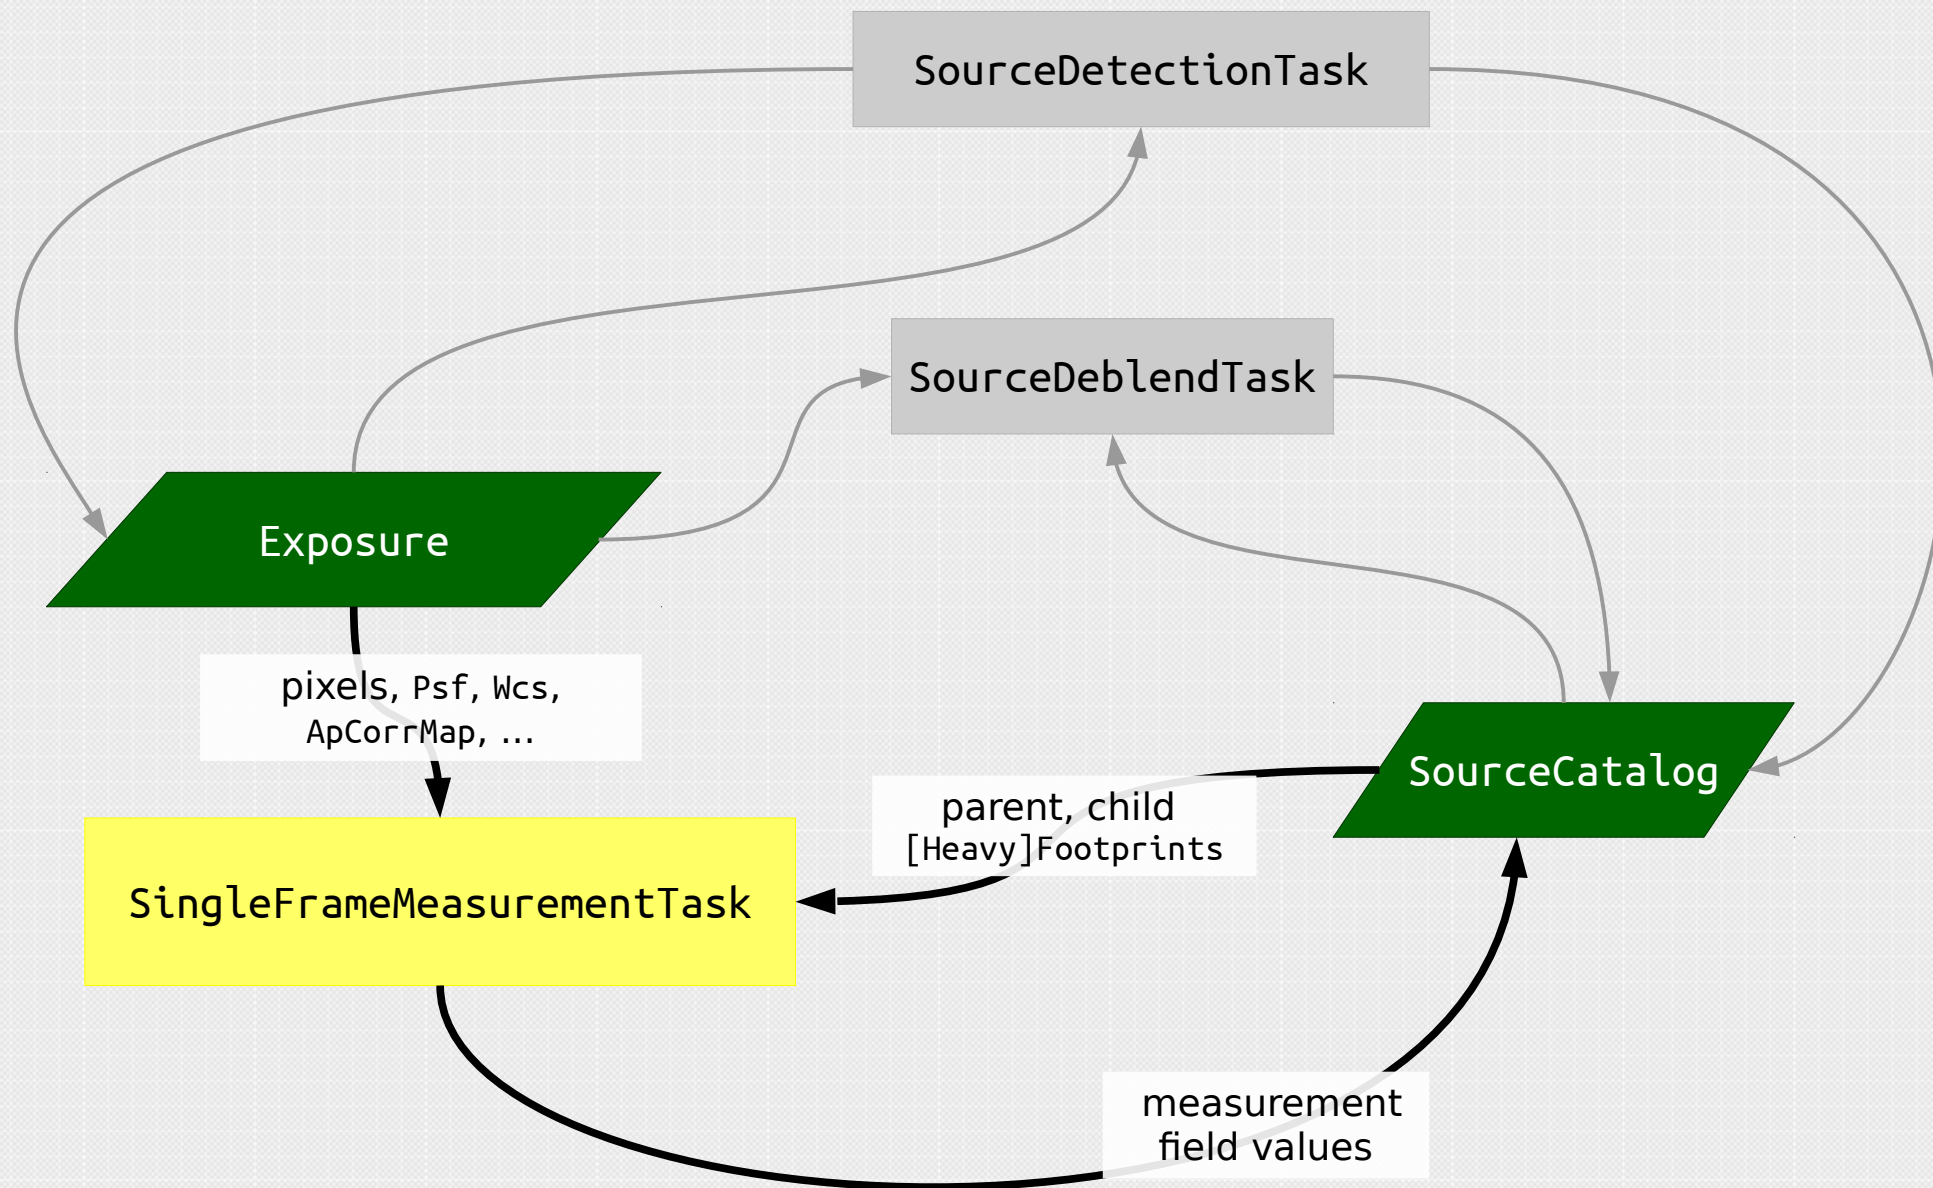 SourceDetectionTask
SourceDeblendTask
Exposure
pixels, Psf, Wcs,
ApCorrMap, ...
SourceCatalog
parent, child
[Heavy]Footprints
SingleFrameMeasurementTask
measurement
field values